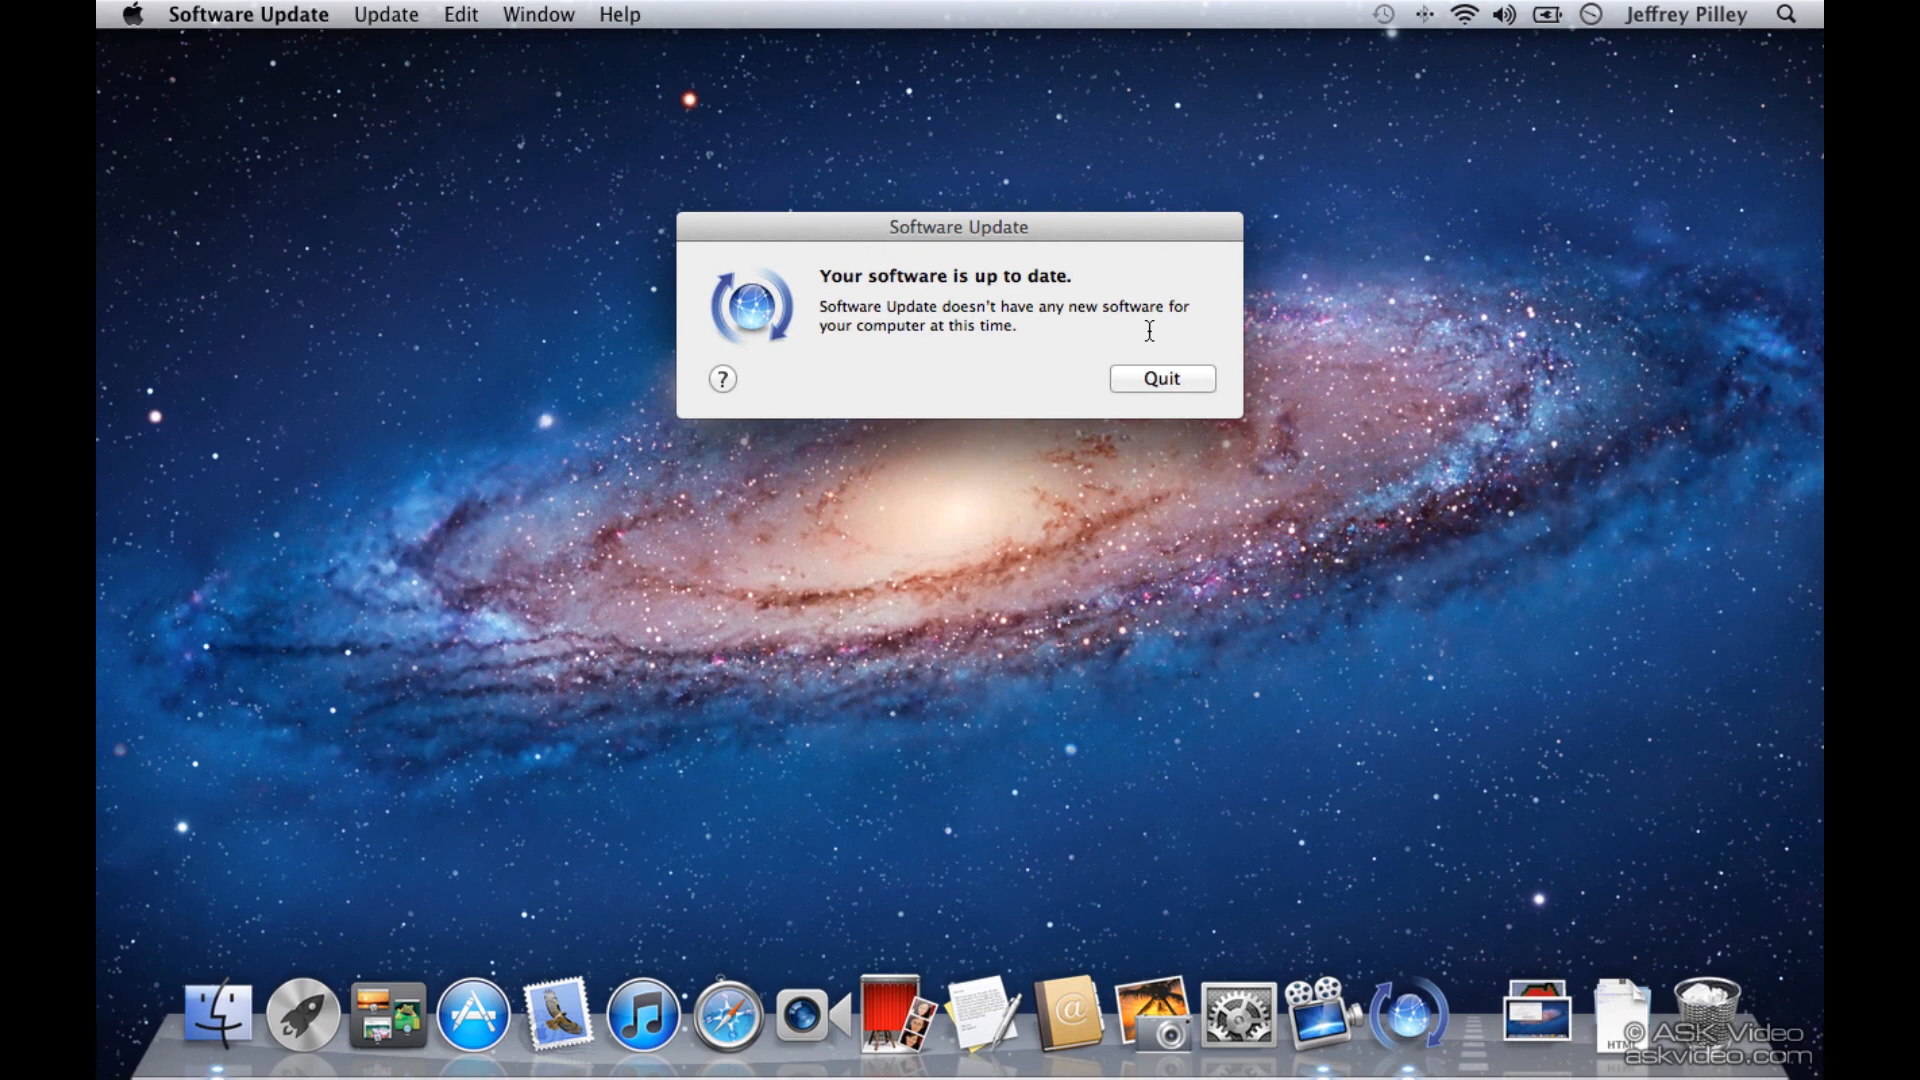 Software Update Update Edit Window Help Jeffrey Pilley
Software Update
Your software is up to date.
Software Update doesn't have any new software for
your computer at this time.
?
Quit
@
HTML
© ASK Video
askvideo.com